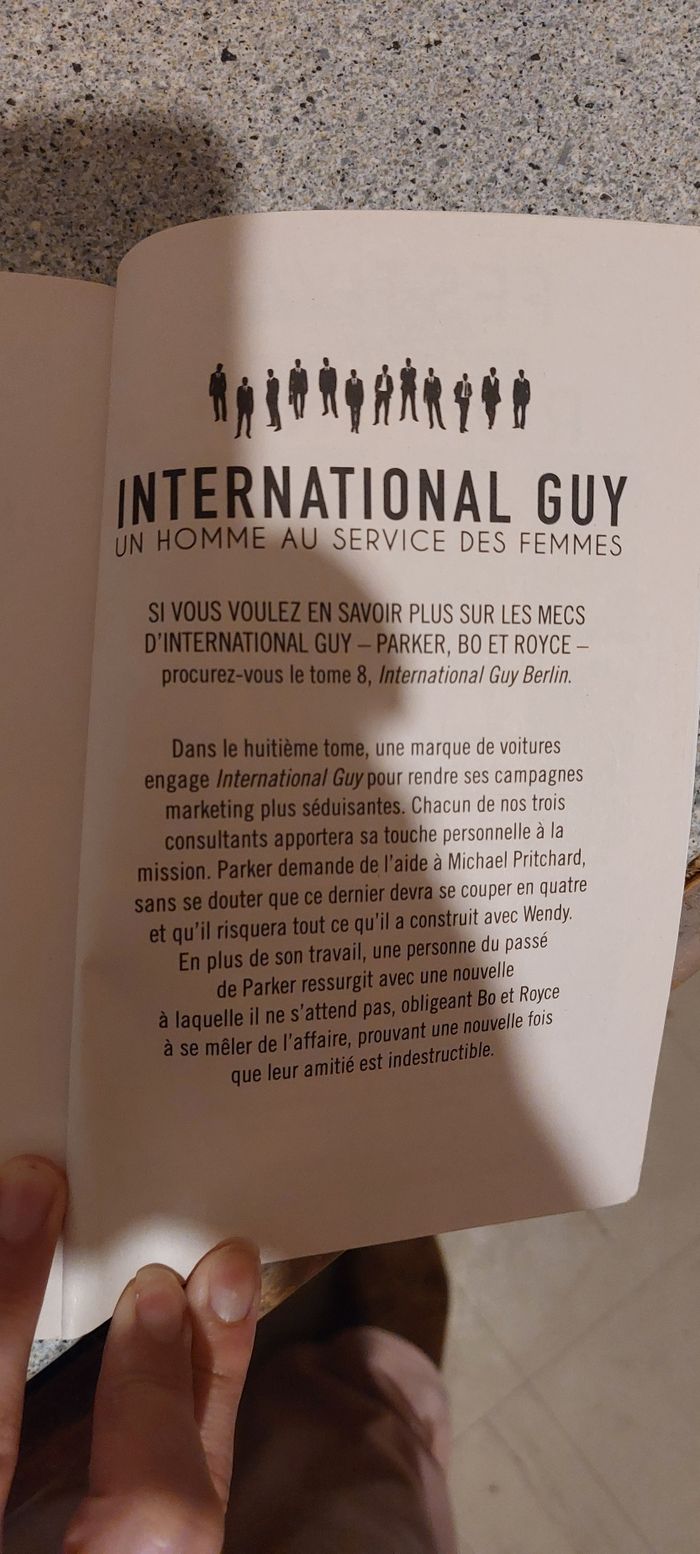 INTERNATIONAL GUY
UN HOMME AU SERVICE DES FEMMES
SI VOUS VOULEZ EN SAVOIR PLUS SUR LES MECS
D'INTERNATIONAL GUY – PARKER, BO ET ROYCE –
procurez-vous le tome 8, International Guy Berlin.
Dans le huitième tome, une marque de voitures
engage International Guy pour rendre ses campagnes
marketing plus séduisantes. Chacun de nos trois
consultants apportera sa touche personnelle à la
mission. Parker demande de l'aide à Michael Pritchard,
sans se douter que ce dernier devra se couper en quatre
et qu'il risquera tout ce qu'il a construit avec Wendy.
En plus de son travail, une personne du passé
de Parker ressurgit avec une nouvelle
à laquelle il ne s'attend pas, obligeant Bo et Royce
à se mêler de l'affaire, prouvant une nouvelle fois
que leur amitié est indestructible.